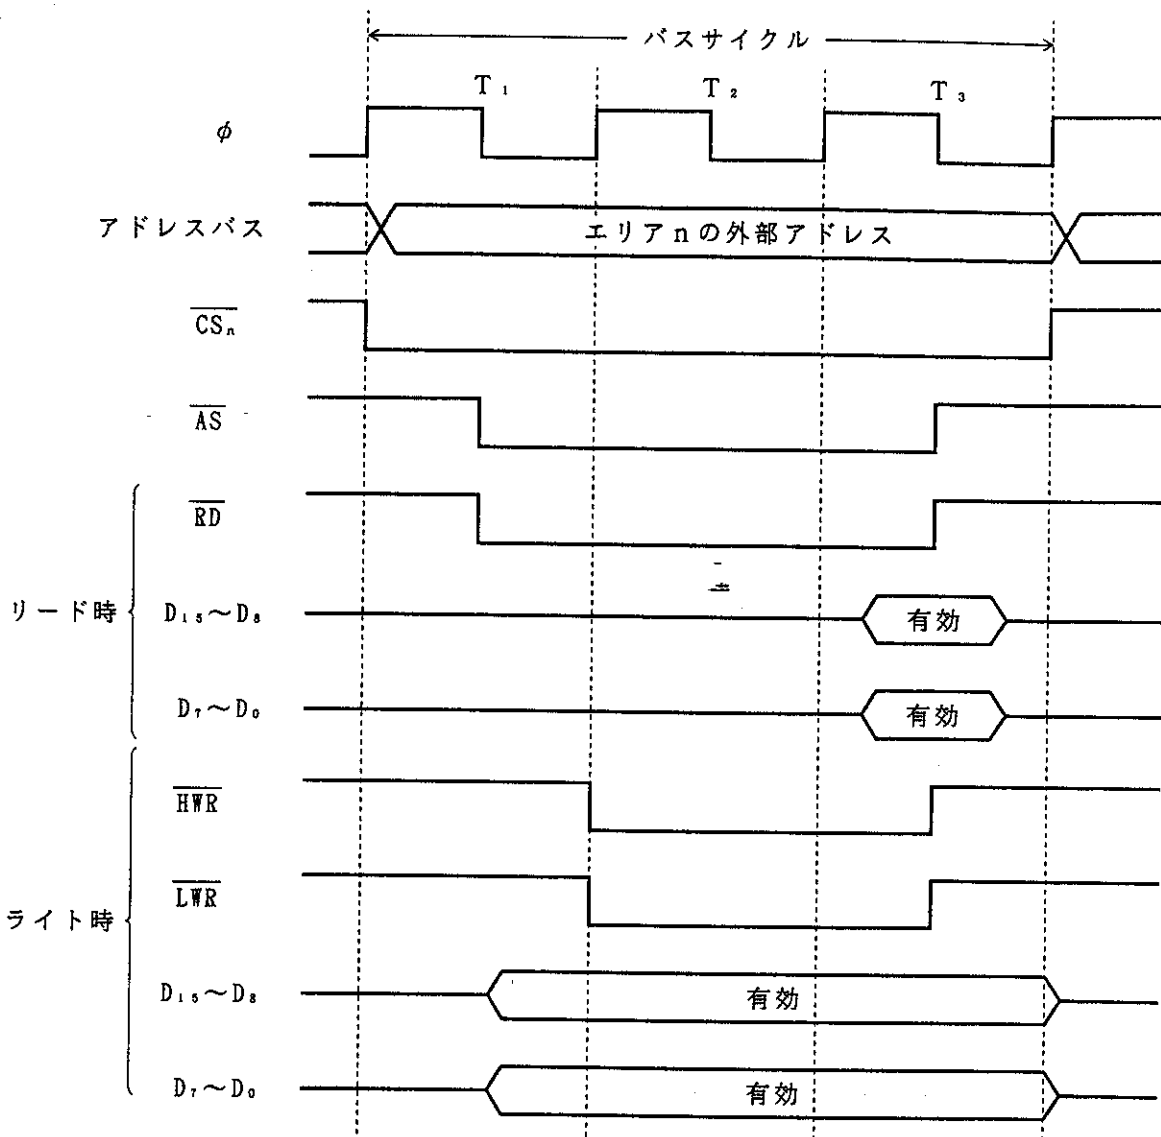 バスサイクル
T₁ T₂ T₃
φ
アドレスバス エリアnの外部アドレス
CSₙ
AS
RD
リード時 D₁₅～D₈ 有効
D₇～D₀ 有効
HWR
LWR
ライト時
D₁₅～D₈ 有効
D₇～D₀ 有効